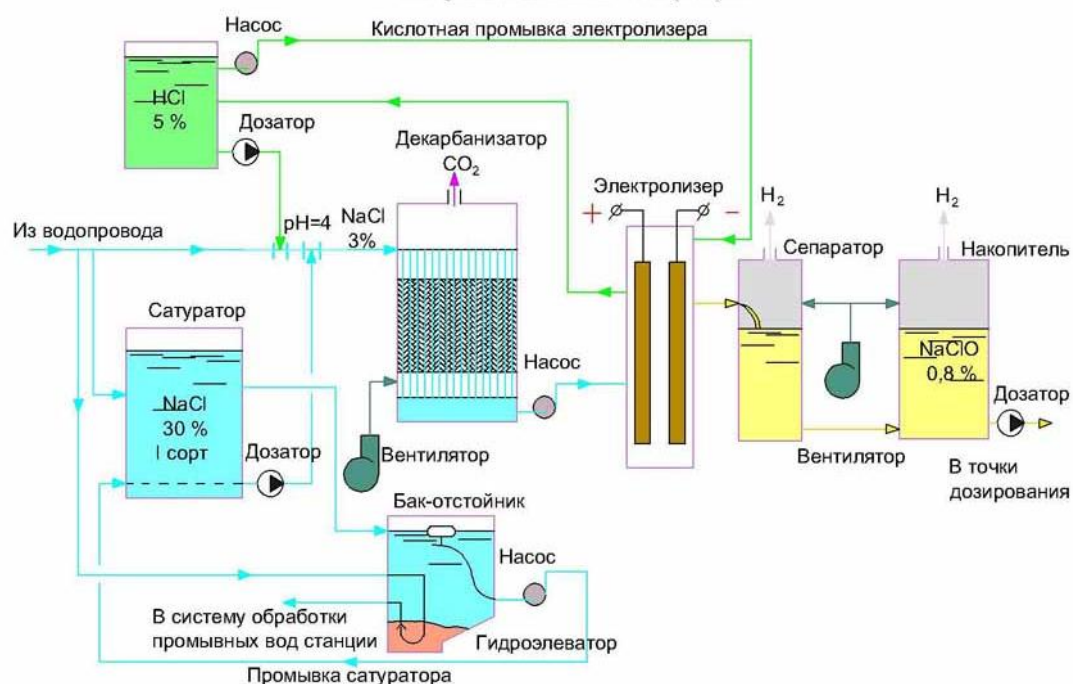 Насос
Кислотная промывка электролизера
HCl
5 %
Дозатор
Декарбанизатор
CO₂
Электролизер
+
−
H₂
H₂
pH=4
NaCl
3%
Из водопровода
Сепаратор
Накопитель
Сатуратор
NaCl
30 %
I сорт
Дозатор
Насос
NaClO
0,8 %
Дозатор
Вентилятор
Вентилятор
В точки
дозирования
Бак-отстойник
Насос
В систему обработки
промывных вод станции
Гидроэлеватор
Промывка сатуратора